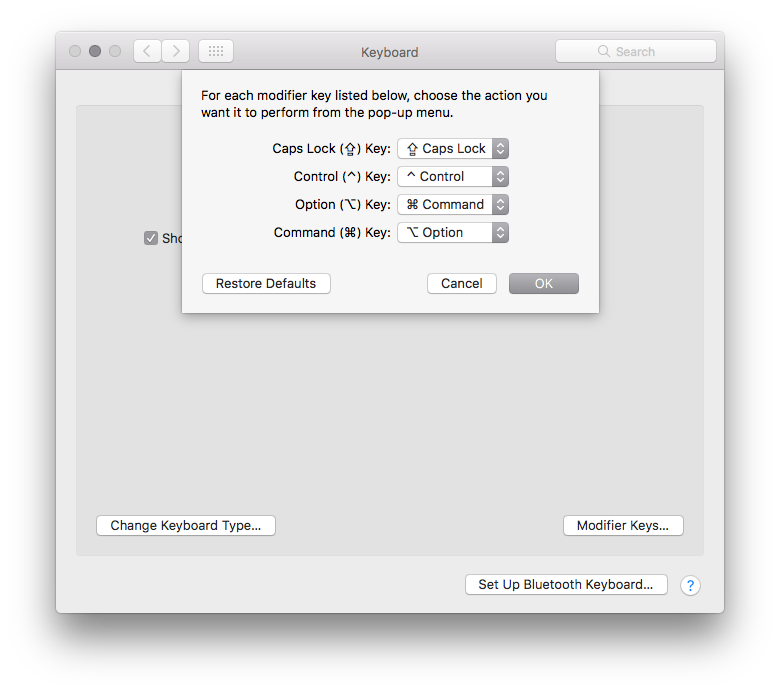 Keyboard
Search
For each modifier key listed below, choose the action you
want it to perform from the pop-up menu.
Caps Lock (⇪) Key: ⇪ Caps Lock
Control (^) Key: ^ Control
Option (⌥) Key: ⌘ Command
Command (⌘) Key: ⌥ Option
Sho
Restore Defaults Cancel OK
Change Keyboard Type... Modifier Keys...
Set Up Bluetooth Keyboard... ?